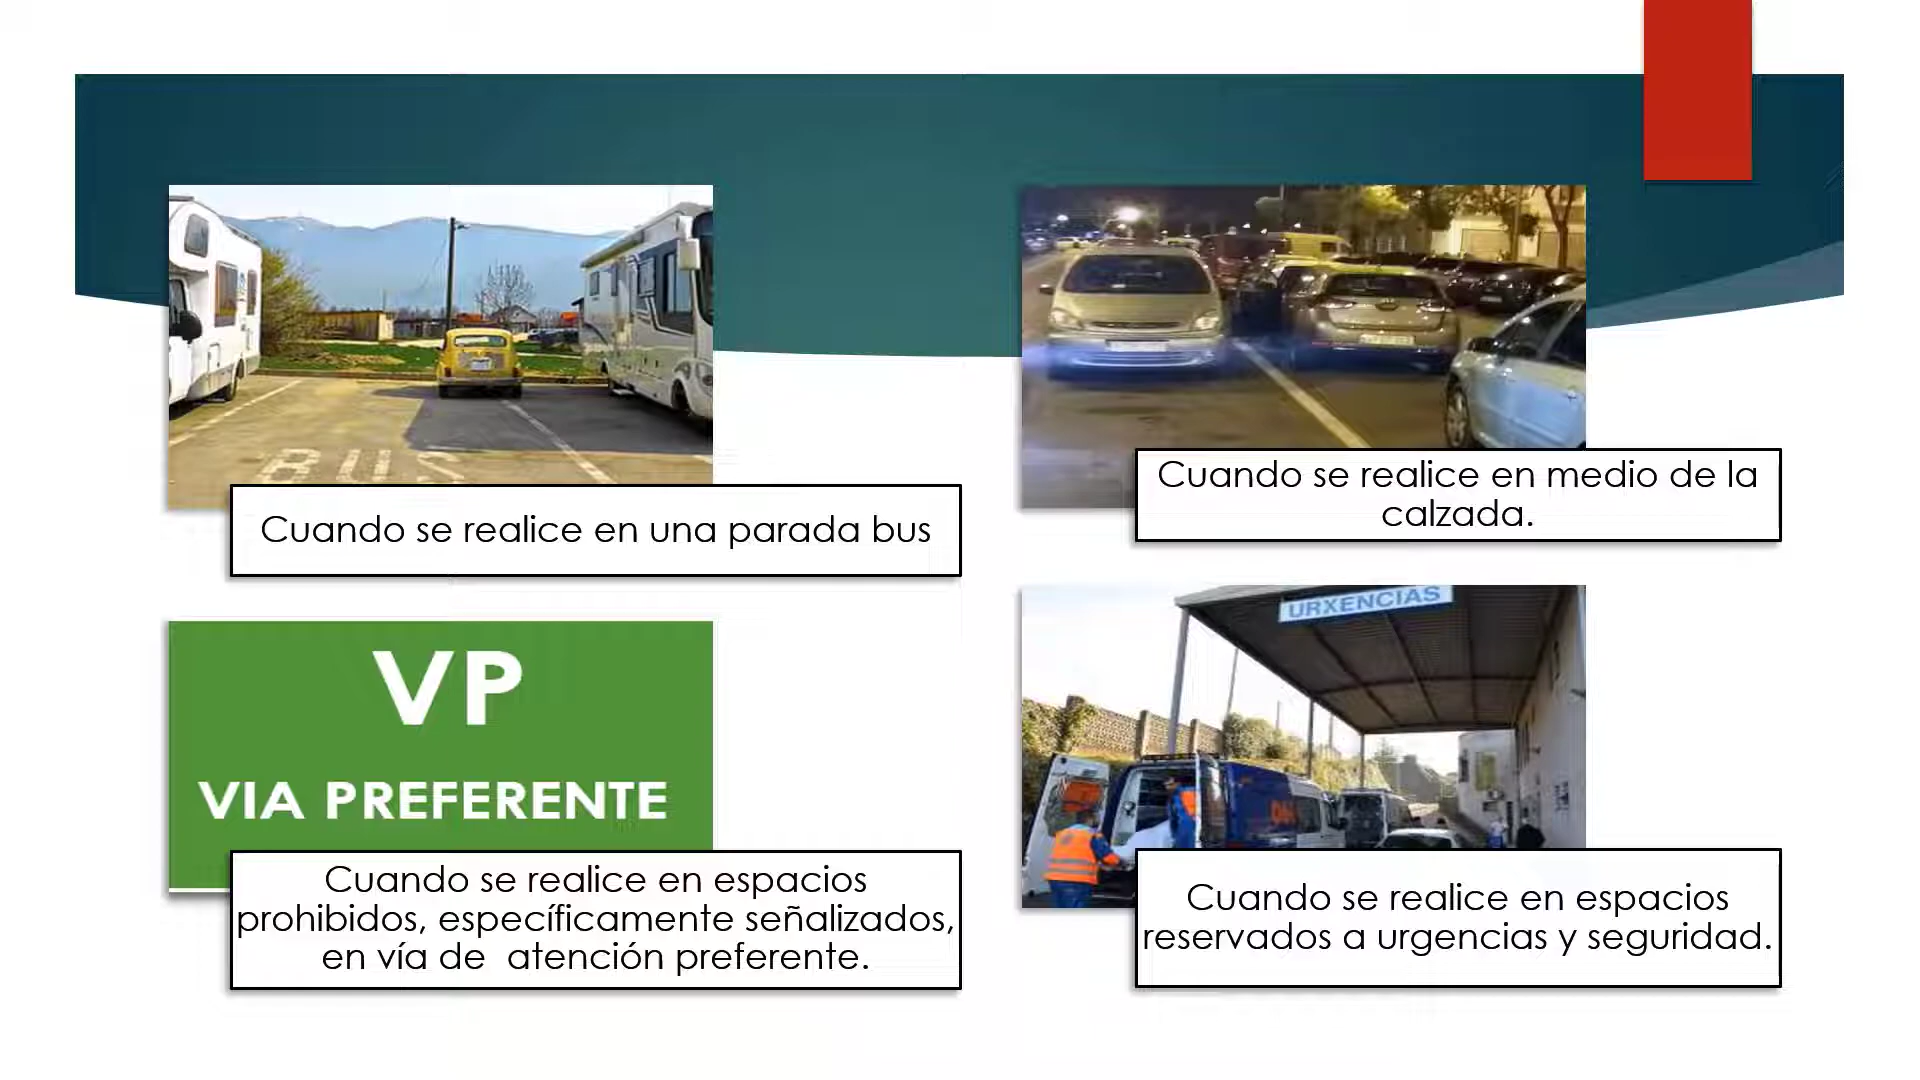 BUS
Cuando se realice en una parada bus
Cuando se realice en medio de la
calzada.
VP
VIA PREFERENTE
Cuando se realice en espacios
prohibidos, específicamente señalizados,
en vía de  atención preferente.
URXENCIAS
Cuando se realice en espacios
reservados a urgencias y seguridad.